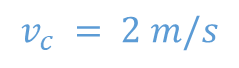 v_c = 2 m/s